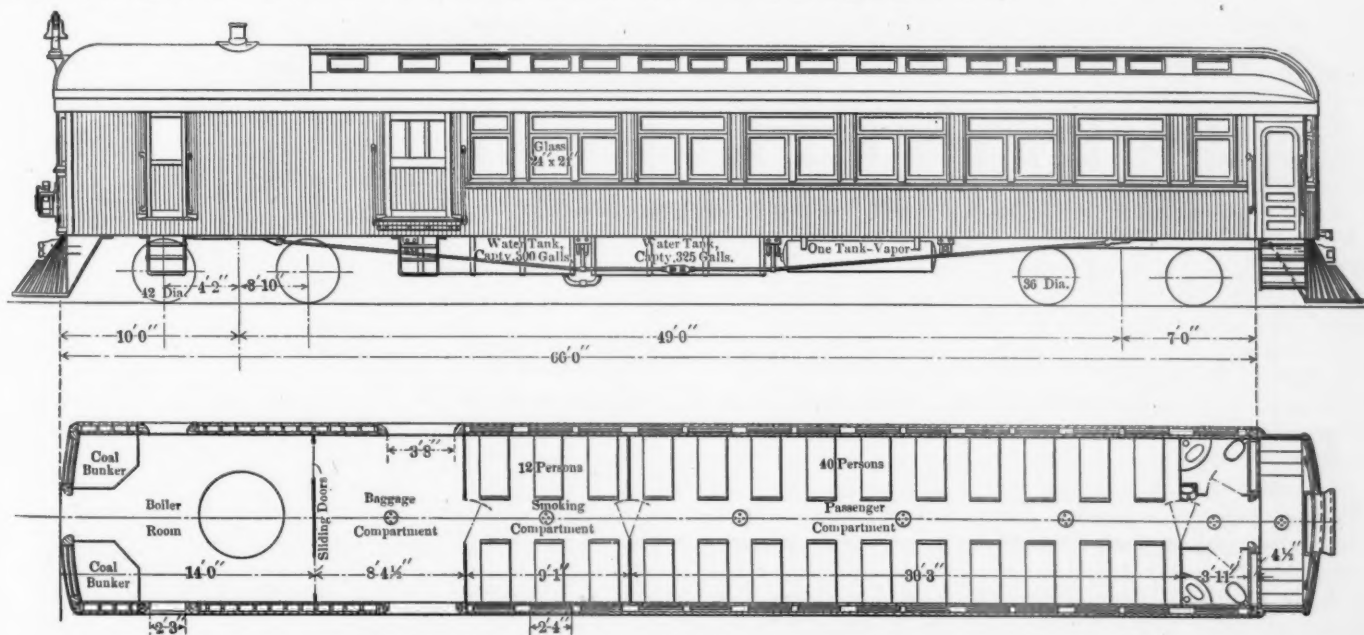 Glass
24″ x 24″
Water Tank,
Capty. 300 Galls.
Water Tank,
Capty. 325 Galls.
One Tank-Vapor
42 Dia.
4′-2″
3′-10″
36 Dia.
10′0″
49′0″
7′0″
66′0″
3′8″
Coal
Bunker
12 Persons
40 Persons
Boiler
Room
Sliding Doors
Baggage
Compartment
Smoking
Compartment
Passenger
Compartment
Coal
Bunker
14′0″
8′4½″
9′1″
30′3″
3′11″
4½″
2′3″
2′4″